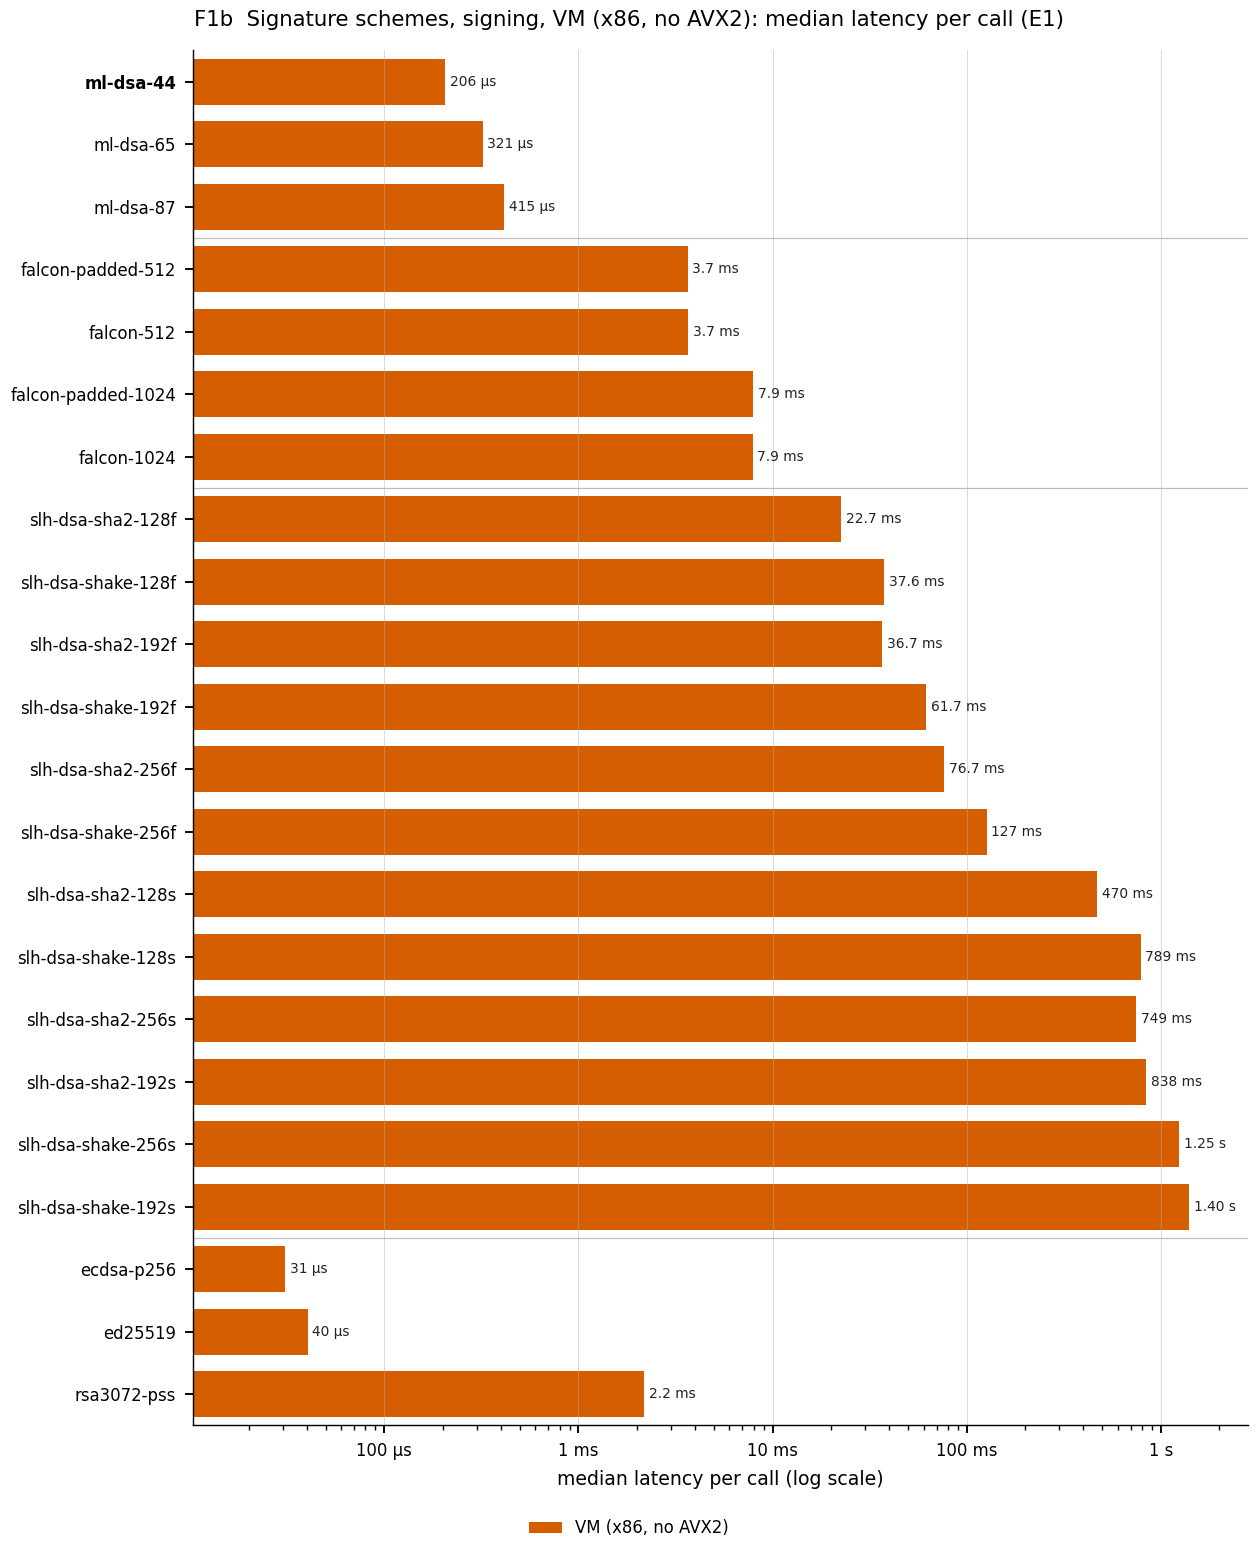 F1b  Signature schemes, signing, VM (x86, no AVX2): median latency per call (E1)
ml-dsa-44 206 µs
ml-dsa-65 321 µs
ml-dsa-87 415 µs
falcon-padded-512 3.7 ms
falcon-512 3.7 ms
falcon-padded-1024 7.9 ms
falcon-1024 7.9 ms
slh-dsa-sha2-128f 22.7 ms
slh-dsa-shake-128f 37.6 ms
slh-dsa-sha2-192f 36.7 ms
slh-dsa-shake-192f 61.7 ms
slh-dsa-sha2-256f 76.7 ms
slh-dsa-shake-256f 127 ms
slh-dsa-sha2-128s 470 ms
slh-dsa-shake-128s 789 ms
slh-dsa-sha2-256s 749 ms
slh-dsa-sha2-192s 838 ms
slh-dsa-shake-256s 1.25 s
slh-dsa-shake-192s 1.40 s
ecdsa-p256 31 µs
ed25519 40 µs
rsa3072-pss 2.2 ms
100 µs 1 ms 10 ms 100 ms 1 s
median latency per call (log scale)
VM (x86, no AVX2)